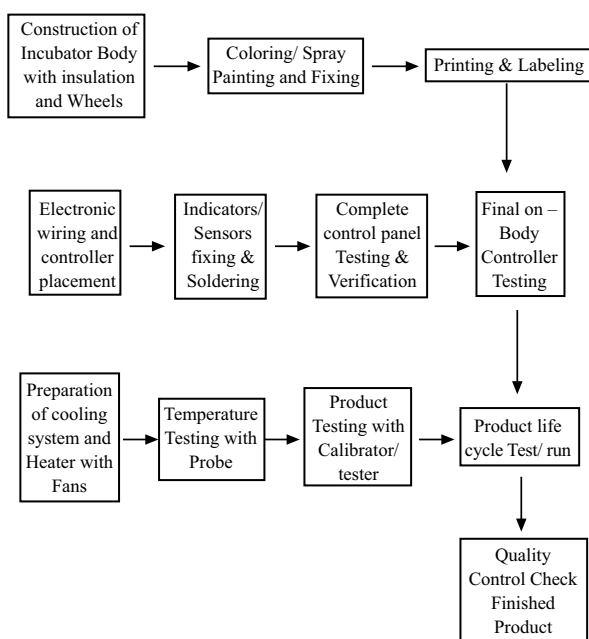 Construction of
Incubator Body
with insulation
and Wheels
Coloring/ Spray
Painting and Fixing
Printing & Labeling
Electronic
wiring and
controller
placement
Indicators/
Sensors
fixing &
Soldering
Complete
control panel
Testing &
Verification
Final on –
Body
Controller
Testing
Preparation
of cooling
system and
Heater with
Fans
Temperature
Testing with
Probe
Product
Testing with
Calibrator/
tester
Product life
cycle Test/ run
Quality
Control Check
Finished
Product